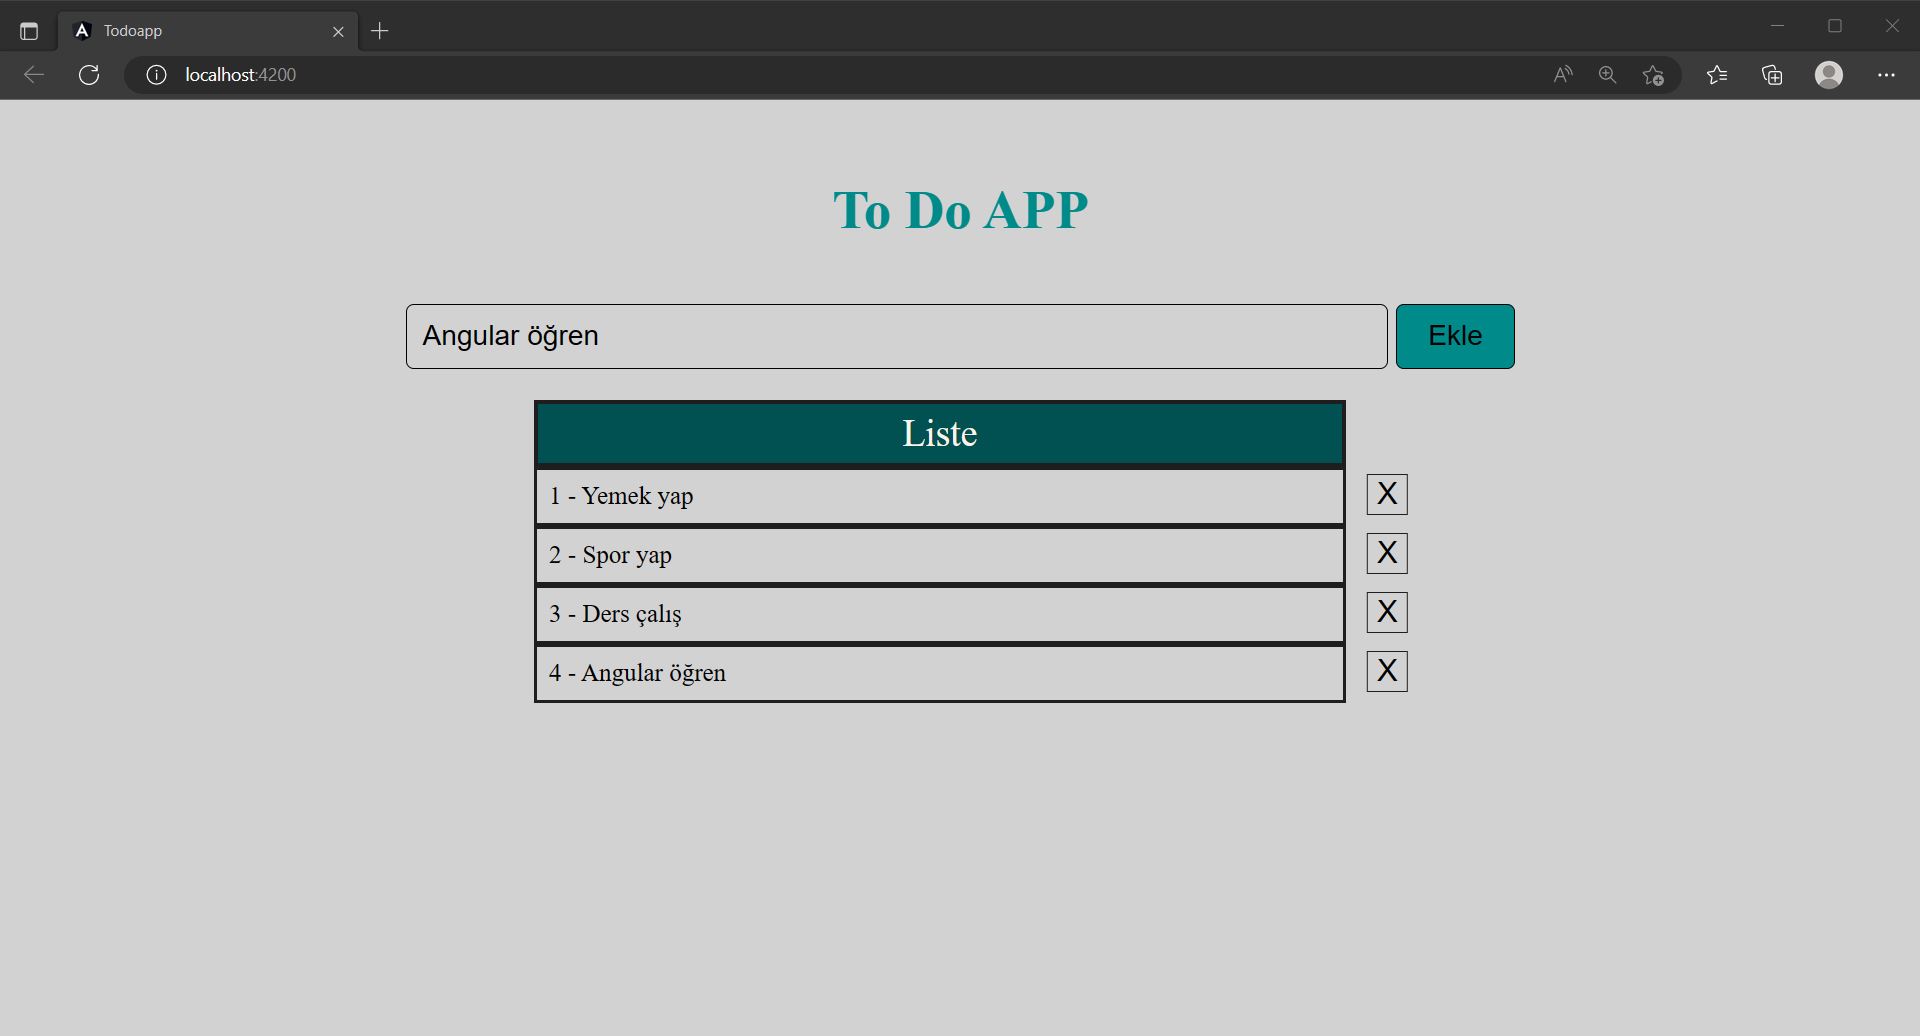 Todoapp
localhost:4200
To Do APP
Angular öğren Ekle
Liste
1 - Yemek yap X
2 - Spor yap X
3 - Ders çalış X
4 - Angular öğren X